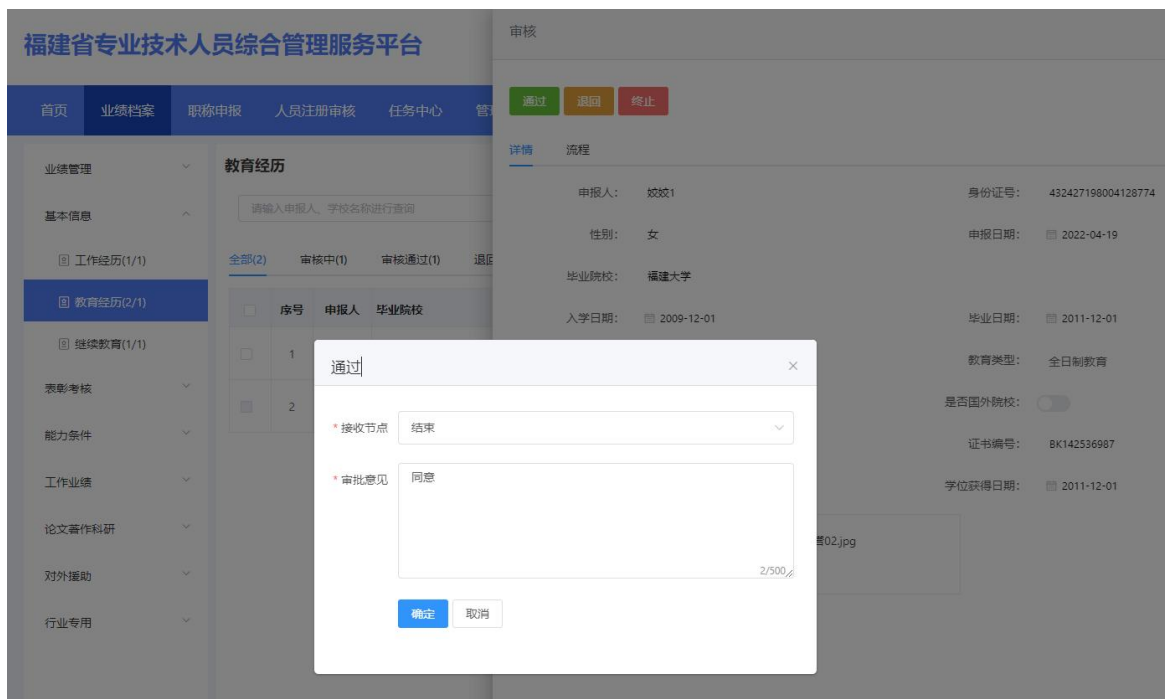 福建省专业技术人员综合管理服务平台
首页 业绩档案 职称申报 人员注册审核 任务中心
业绩管理
基本信息
工作经历(1/1)
教育经历(2/1)
继续教育(1/1)
表彰考核
能力条件
工作业绩
论文著作科研
对外援助
行业专用
教育经历
请输入申报人、学校名称进行查询
全部(2) 审核中(1) 审核通过(1) 退回
序号 申报人 毕业院校
1
2
审核
通过 退回 终止
详情 流程
申报人: 姣姣1 身份证号: 432427198004128774
性别: 女 申报日期: 2022-04-19
毕业院校: 福建大学
入学日期: 2009-12-01 毕业日期: 2011-12-01
教育类型: 全日制教育
是否国外院校:
证书编号: BK142536987
学位获得日期: 2011-12-01
02.jpg
通过
* 接收节点 结束
* 审批意见 同意
2/500
确定 取消